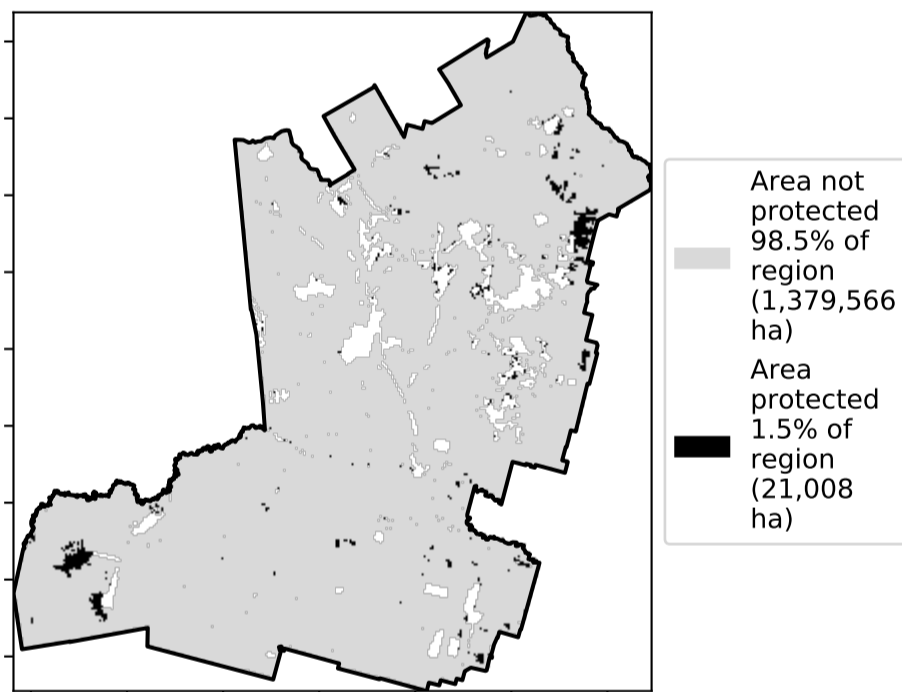 Area not
protected
98.5% of
region
(1,379,566
ha)
Area
protected
1.5% of
region
(21,008
ha)